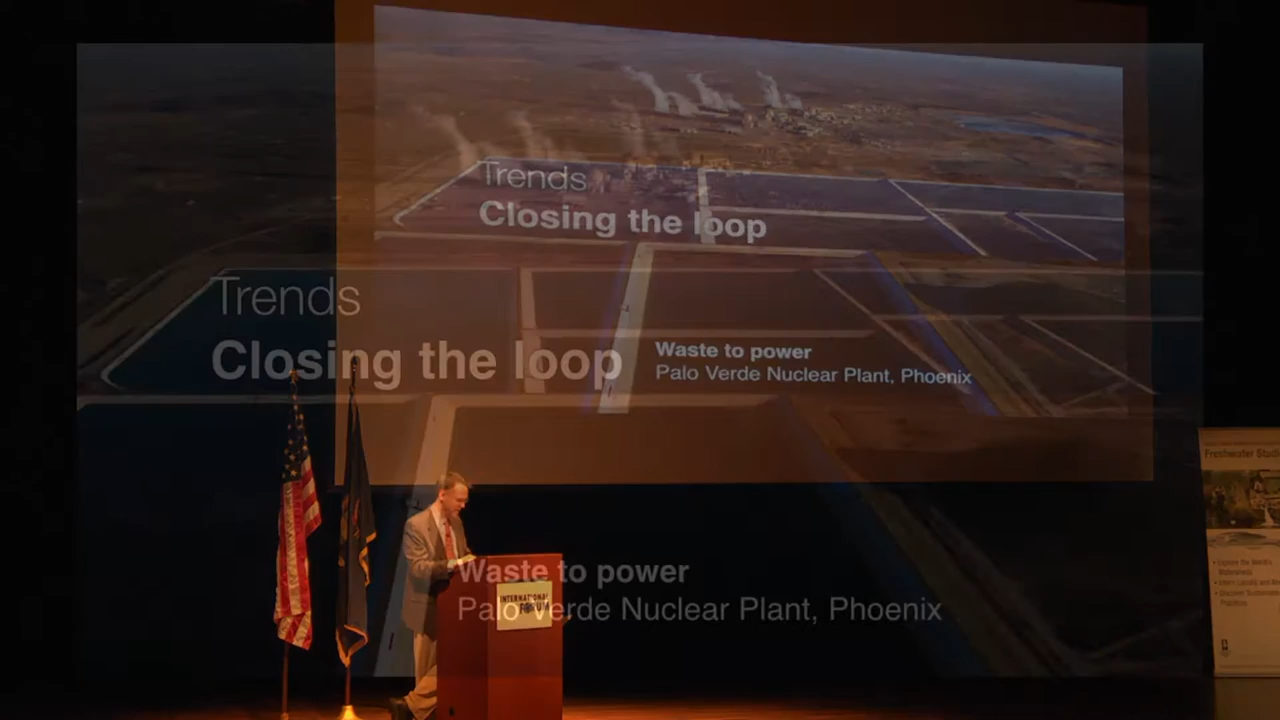 Trends
Closing the loop
Waste to power
Palo Verde Nuclear Plant, Phoenix
Trends
Closing the loop
Waste to power
Palo Verde Nuclear Plant, Phoenix
INTERNATIONAL
FORUM
Freshwater Studi